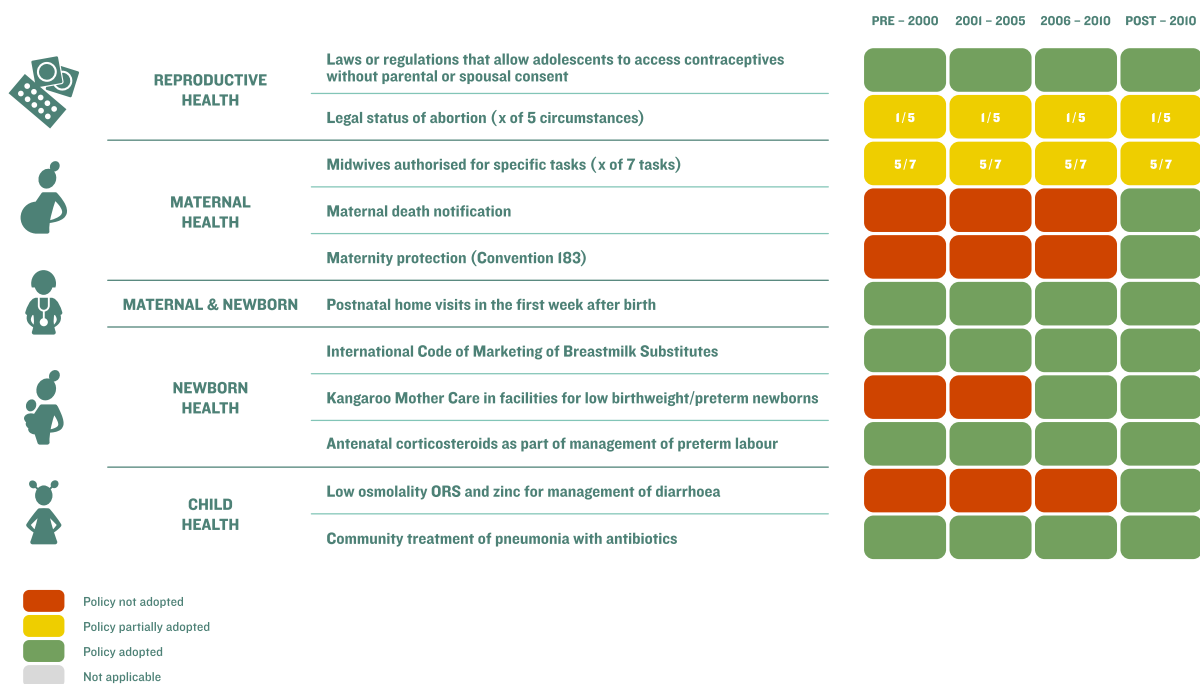 PRE – 2000 2001 – 2005 2006 – 2010 POST – 2010
REPRODUCTIVE
HEALTH
Laws or regulations that allow adolescents to access contraceptives
without parental or spousal consent
Legal status of abortion (x of 5 circumstances) 1/5 1/5 1/5 1/5
MATERNAL
HEALTH
Midwives authorised for specific tasks (x of 7 tasks) 5/7 5/7 5/7 5/7
Maternal death notification
Maternity protection (Convention 183)
MATERNAL & NEWBORN Postnatal home visits in the first week after birth
NEWBORN
HEALTH
International Code of Marketing of Breastmilk Substitutes
Kangaroo Mother Care in facilities for low birthweight/preterm newborns
Antenatal corticosteroids as part of management of preterm labour
CHILD
HEALTH
Low osmolality ORS and zinc for management of diarrhoea
Community treatment of pneumonia with antibiotics
Policy not adopted
Policy partially adopted
Policy adopted
Not applicable